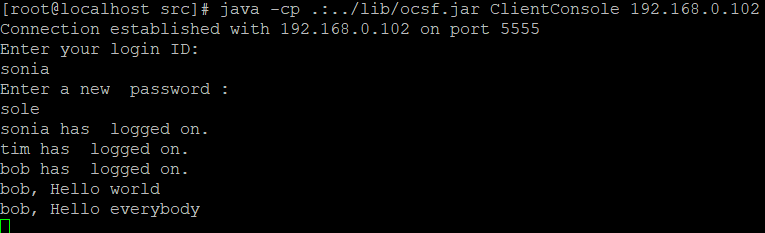 [root@localhost src]# java -cp .:../lib/ocsf.jar ClientConsole 192.168.0.102
Connection established with 192.168.0.102 on port 5555
Enter your login ID:
sonia
Enter a new  password :
sole
sonia has  logged on.
tim has  logged on.
bob has  logged on.
bob, Hello world
bob, Hello everybody